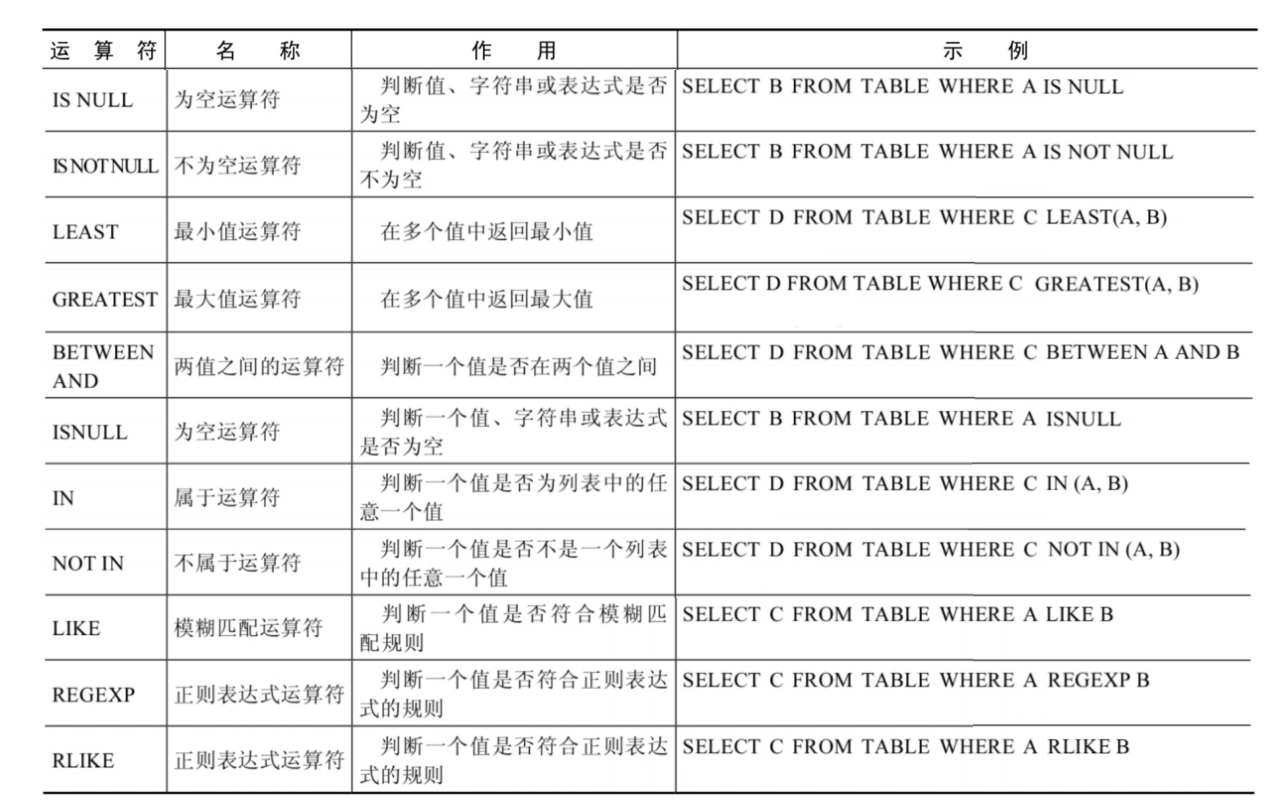 运 算 符 名 称 作 用 示 例
IS NULL 为空运算符 判断值、字符串或表达式是否为空 SELECT B FROM TABLE WHERE A IS NULL
IS NOT NULL 不为空运算符 判断值、字符串或表达式是否不为空 SELECT B FROM TABLE WHERE A IS NOT NULL
LEAST 最小值运算符 在多个值中返回最小值 SELECT D FROM TABLE WHERE C LEAST(A, B)
GREATEST 最大值运算符 在多个值中返回最大值 SELECT D FROM TABLE WHERE C GREATEST(A, B)
BETWEEN AND 两值之间的运算符 判断一个值是否在两个值之间 SELECT D FROM TABLE WHERE C BETWEEN A AND B
ISNULL 为空运算符 判断一个值、字符串或表达式是否为空 SELECT B FROM TABLE WHERE A ISNULL
IN 属于运算符 判断一个值是否为列表中的任意一个值 SELECT D FROM TABLE WHERE C IN (A, B)
NOT IN 不属于运算符 判断一个值是否不是一个列表中的任意一个值 SELECT D FROM TABLE WHERE C NOT IN (A, B)
LIKE 模糊匹配运算符 判断一个值是否符合模糊匹配规则 SELECT C FROM TABLE WHERE A LIKE B
REGEXP 正则表达式运算符 判断一个值是否符合正则表达式的规则 SELECT C FROM TABLE WHERE A REGEXP B
RLIKE 正则表达式运算符 判断一个值是否符合正则表达式的规则 SELECT C FROM TABLE WHERE A RLIKE B